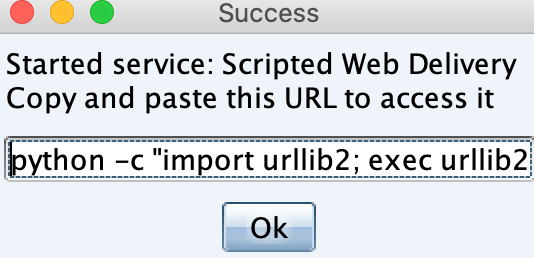 Success
Started service: Scripted Web Delivery
Copy and paste this URL to access it
python -c "import urllib2; exec urllib2
Ok